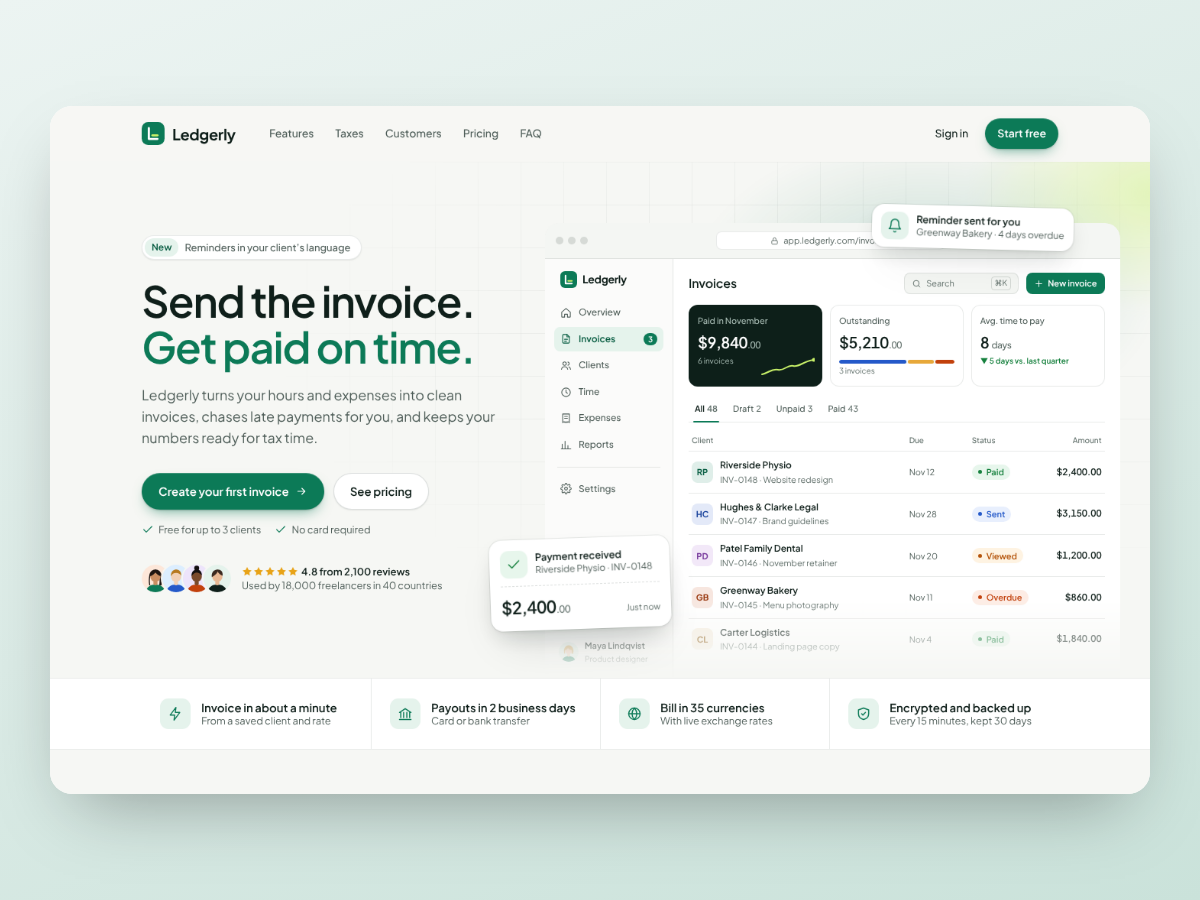 Ledgerly
Features
Taxes
Customers
Pricing
FAQ
Sign in
Start free
New
Reminders in your client's language
Send the invoice.
Get paid on time.
Ledgerly turns your hours and expenses into clean
invoices, chases late payments for you, and keeps your
numbers ready for tax time.
Create your first invoice
See pricing
Free for up to 3 clients
No card required
4.8 from 2,100 reviews
Used by 18,000 freelancers in 40 countries
app.ledgerly.com/invo
Reminder sent for you
Greenway Bakery · 4 days overdue
Ledgerly
Overview
Invoices 3
Clients
Time
Expenses
Reports
Settings
Maya Lindqvist
Product designer
Payment received
Riverside Physio · INV-0148
$2,400.00
Just now
Invoices
Search ⌘K
New invoice
Paid in November
$9,840.00
6 invoices
Outstanding
$5,210.00
3 invoices
Avg. time to pay
8 days
▼ 5 days vs. last quarter
All 48
Draft 2
Unpaid 3
Paid 43
Client
Due
Status
Amount
RP
Riverside Physio
INV-0148 · Website redesign
Nov 12
Paid
$2,400.00
HC
Hughes & Clarke Legal
INV-0147 · Brand guidelines
Nov 28
Sent
$3,150.00
PD
Patel Family Dental
INV-0146 · November retainer
Nov 20
Viewed
$1,200.00
GB
Greenway Bakery
INV-0145 · Menu photography
Nov 11
Overdue
$860.00
CL
Carter Logistics
INV-0144 · Landing page copy
Nov 4
Paid
$1,840.00
Invoice in about a minute
From a saved client and rate
Payouts in 2 business days
Card or bank transfer
Bill in 35 currencies
With live exchange rates
Encrypted and backed up
Every 15 minutes, kept 30 days